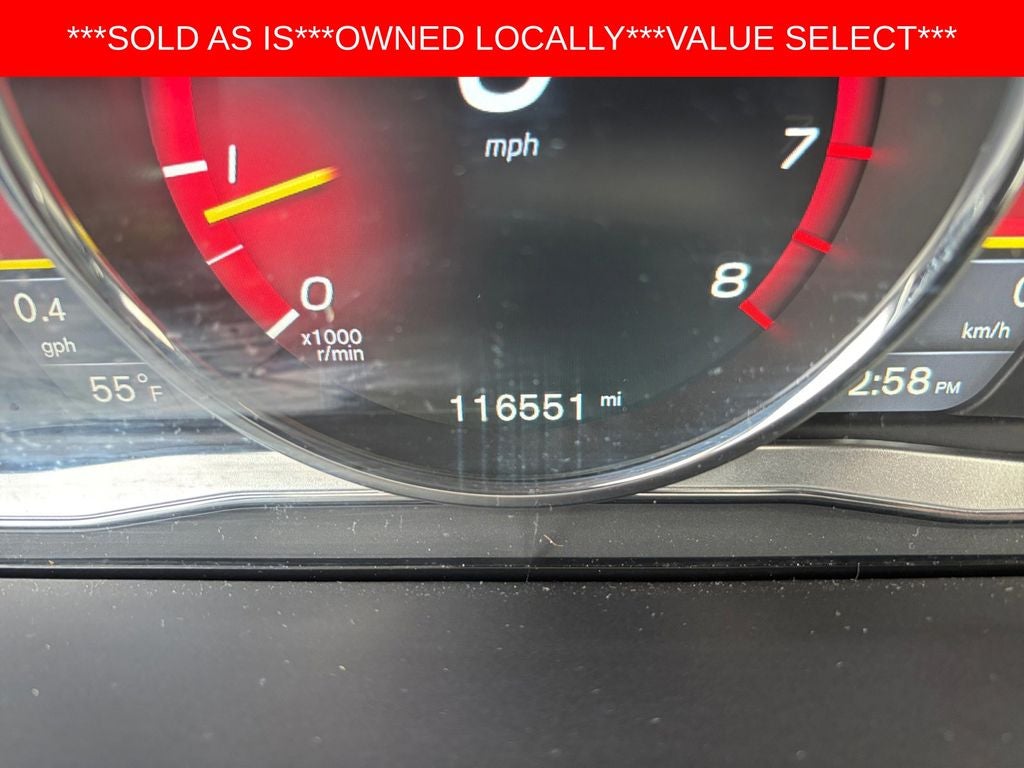 ***SOLD AS IS***OWNED LOCALLY***VALUE SELECT***
mph
1
7
0
8
x1000
r/min
0.4
gph
55°F
116551 mi
km/h
2:58 PM